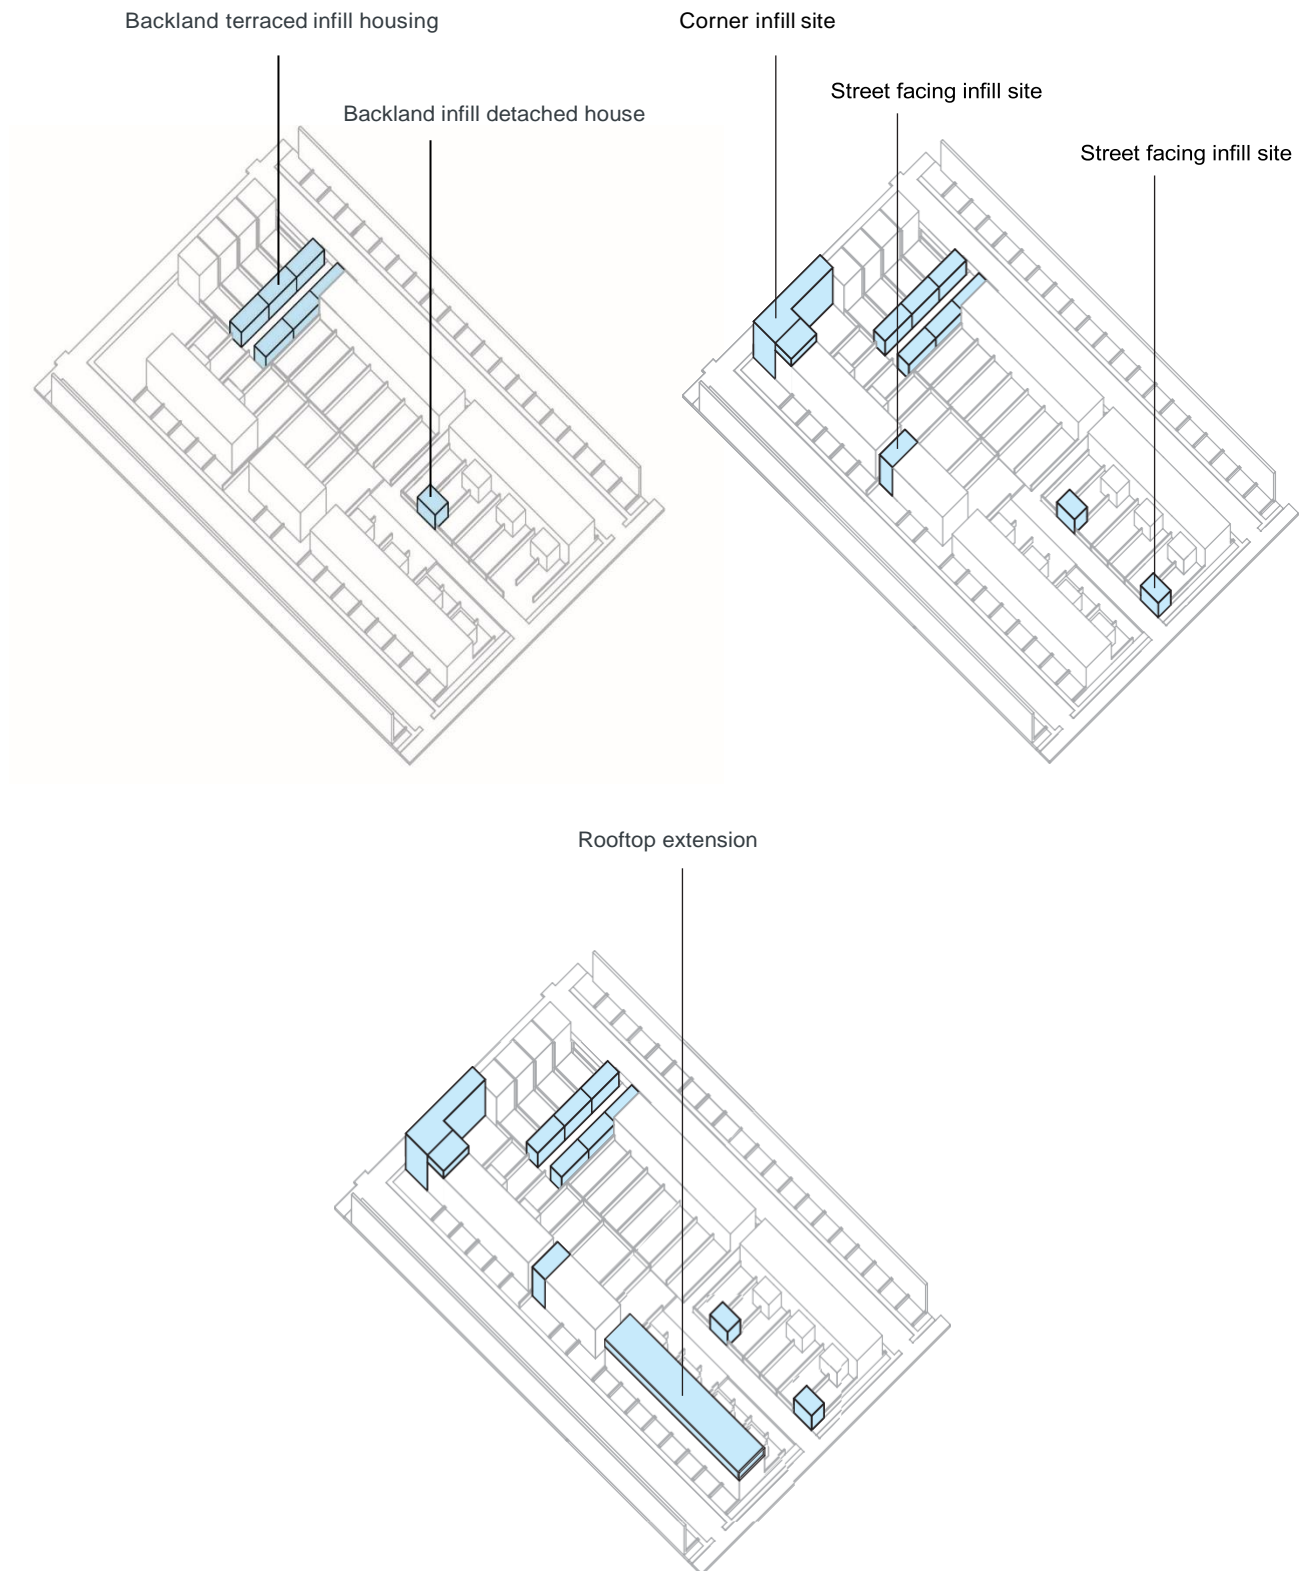 Backland terraced infill housing
Corner infill site
Street facing infill site
Backland infill detached house
Street facing infill site
Rooftop extension